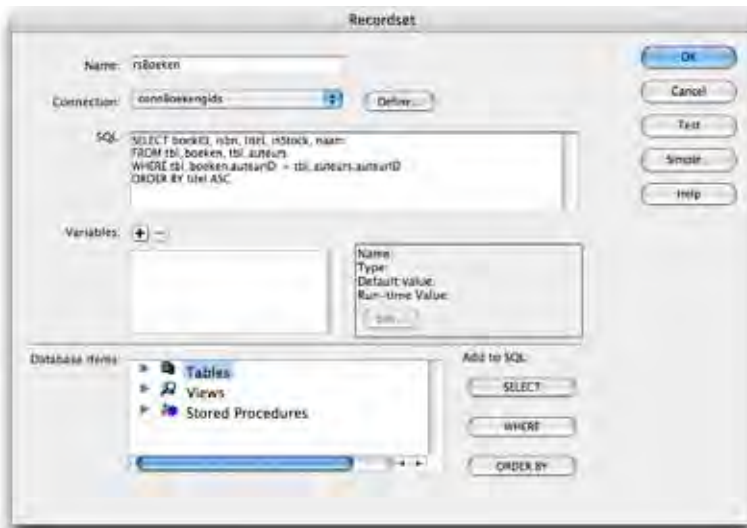 Recordset
Name: rsBoeken
Connection: connBoekengids
Define...
SQL: SELECT boekID, isbn, titel, inStock, naam
FROM tbl_boeken, tbl_auteurs
WHERE tbl_boeken.auteurID = tbl_auteurs.auteurID
ORDER BY titel ASC
Variables: + −
Name:
Type:
Default value:
Run-time Value:
Edit...
Database items:
Tables
Views
Stored Procedures
Add to SQL:
SELECT
WHERE
ORDER BY
OK
Cancel
Test
Simple...
Help